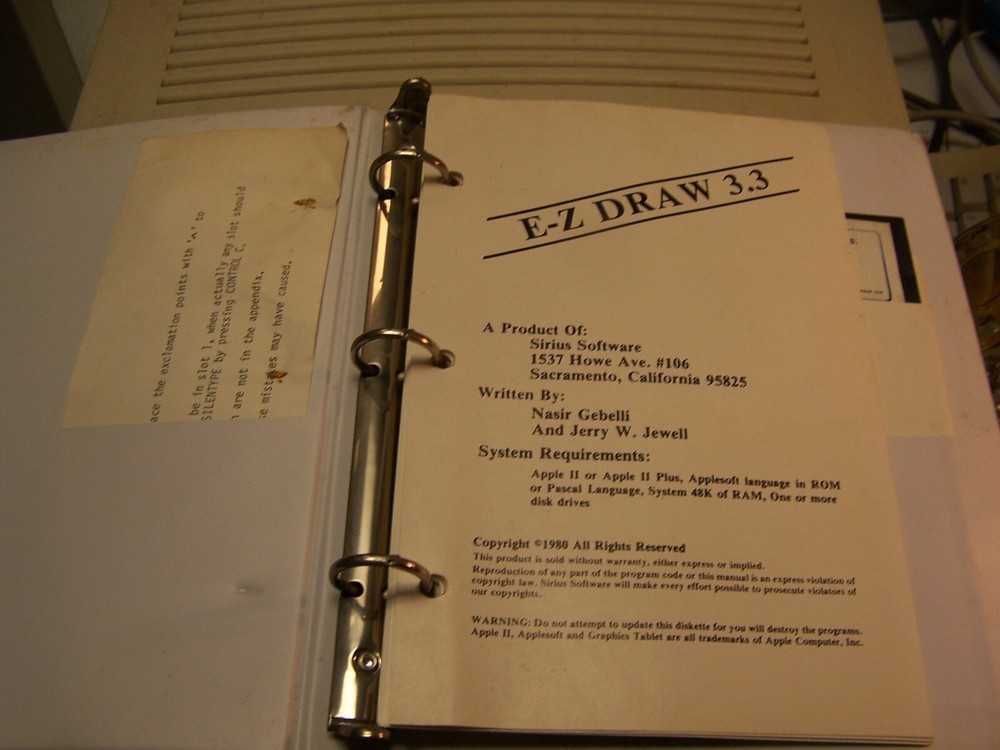 ace the exclamation points with '^' to
be in slot 1, when actually any slot should
SILENTYPE by pressing CONTROL C.
are not in the appendix.
e mistakes may have caused.
E-Z DRAW 3.3
A Product Of:
Sirius Software
1537 Howe Ave. #106
Sacramento, California 95825
Written By:
Nasir Gebelli
And Jerry W. Jewell
System Requirements:
Apple II or Apple II Plus, Applesoft language in ROM
or Pascal Language, System 48K of RAM, One or more
disk drives
Copyright ©1980 All Rights Reserved
This product is sold without warranty, either express or implied.
Reproduction of any part of the program code or this manual is an express violation of
copyright law. Sirius Software will make every effort possible to prosecute violators of
our copyrights.
WARNING: Do not attempt to update this diskette for you will destroy the programs.
Apple II, Applesoft and Graphics Tablet are all trademarks of Apple Computer, Inc.